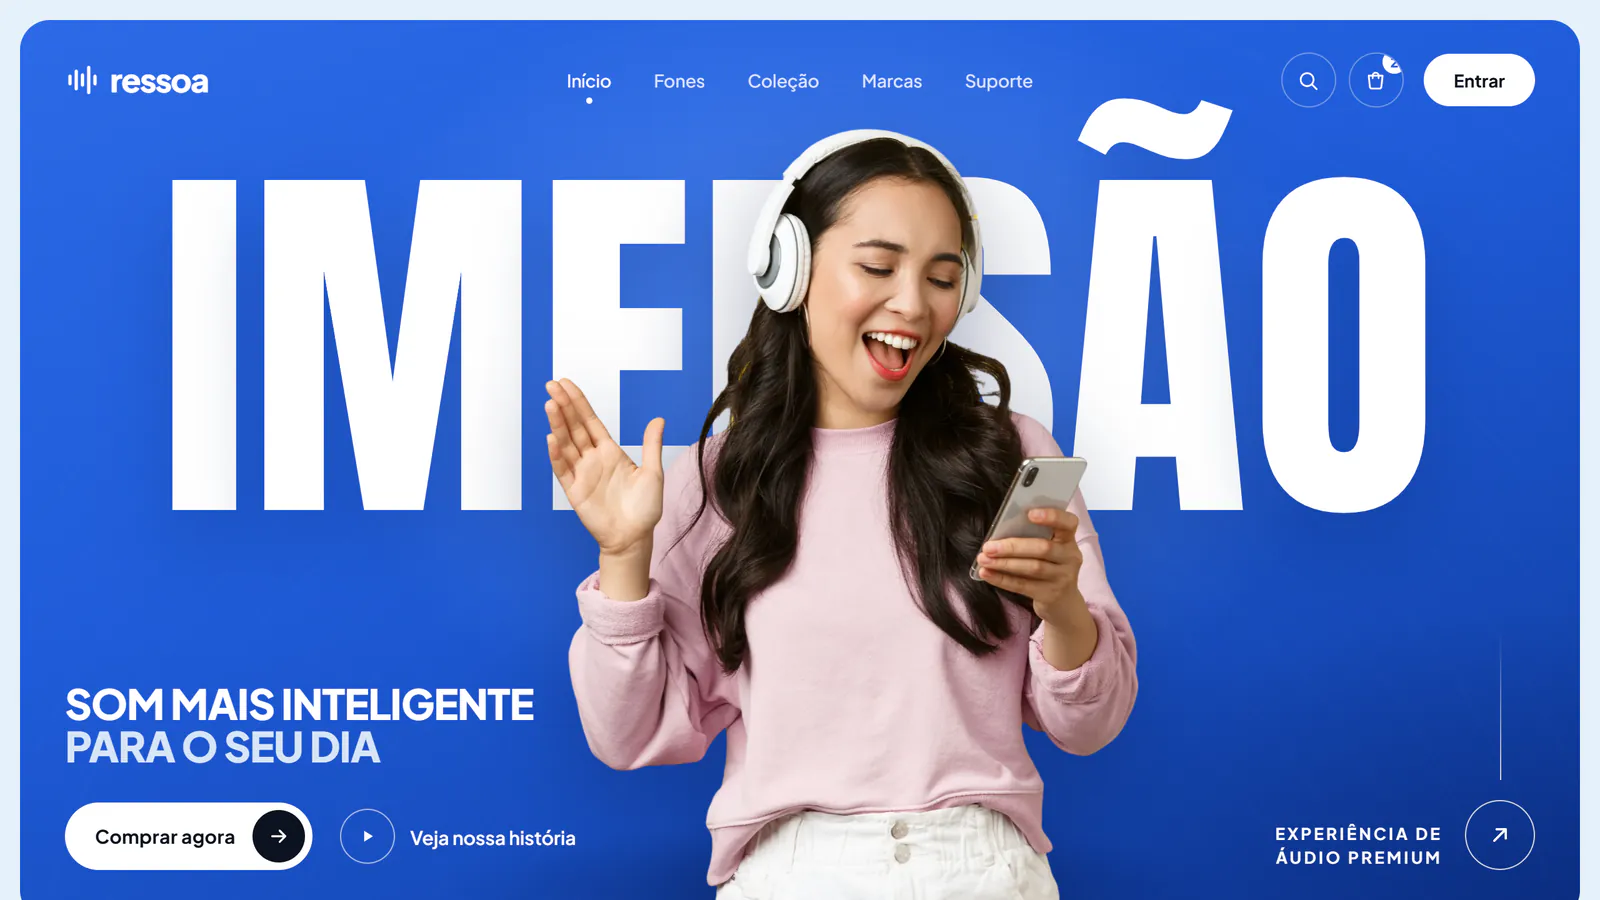 ressoa
Início
Fones
Coleção
Marcas
Suporte
Entrar
SOM MAIS INTELIGENTE
PARA O SEU DIA
Comprar agora
Veja nossa história
EXPERIÊNCIA DE
ÁUDIO PREMIUM